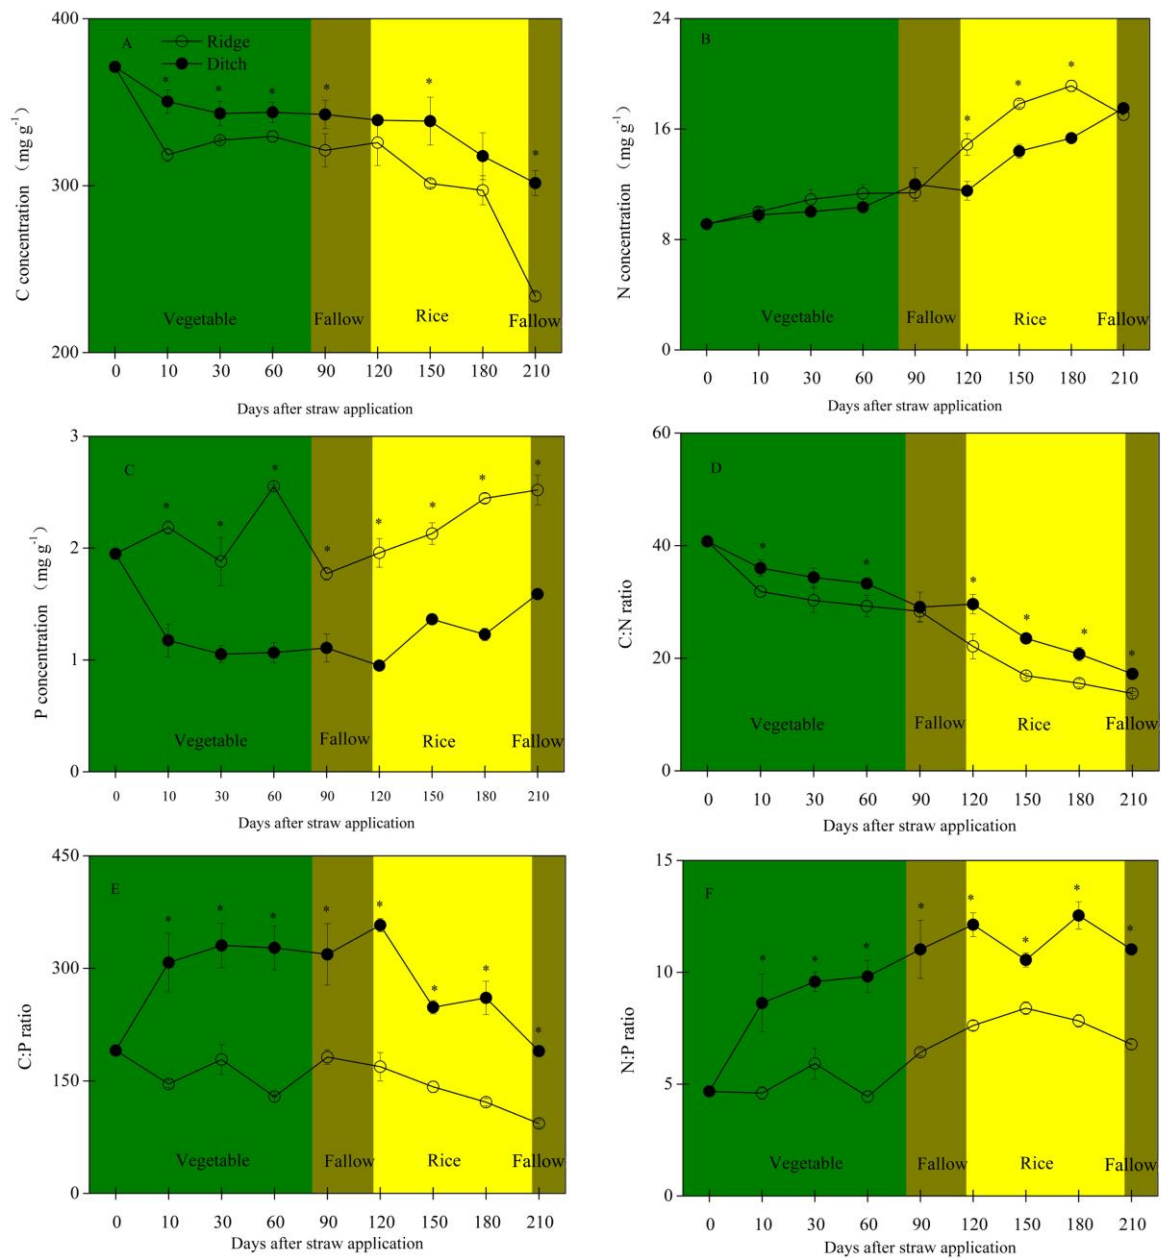 400
300
200
C concentration （mg g-1）
A
Ridge
Ditch
* * * * * *
Vegetable Fallow Rice Fallow
0 10 30 60 90 120 150 180 210
Days after straw application
24
16
8
0
N concentration （mg g-1）
B
* * *
Vegetable Fallow Rice Fallow
0 10 30 60 90 120 150 180 210
Days after straw application
3
2
1
0
P concentration （mg g-1）
C
* * * * * * * *
Vegetable Fallow Rice Fallow
0 10 30 60 90 120 150 180 210
Days after straw application
60
40
20
0
C:N ratio
D
* * * * * *
Vegetable Fallow Rice Fallow
0 10 30 60 90 120 150 180 210
Days after straw application
450
300
150
0
C:P ratio
E
* * * * * * * *
Vegetable Fallow Rice Fallow
0 10 30 60 90 120 150 180 210
Days after straw application
15
10
5
0
N:P ratio
F
* * * * * * * *
Vegetable Fallow Rice Fallow
0 10 30 60 90 120 150 180 210
Days after straw application